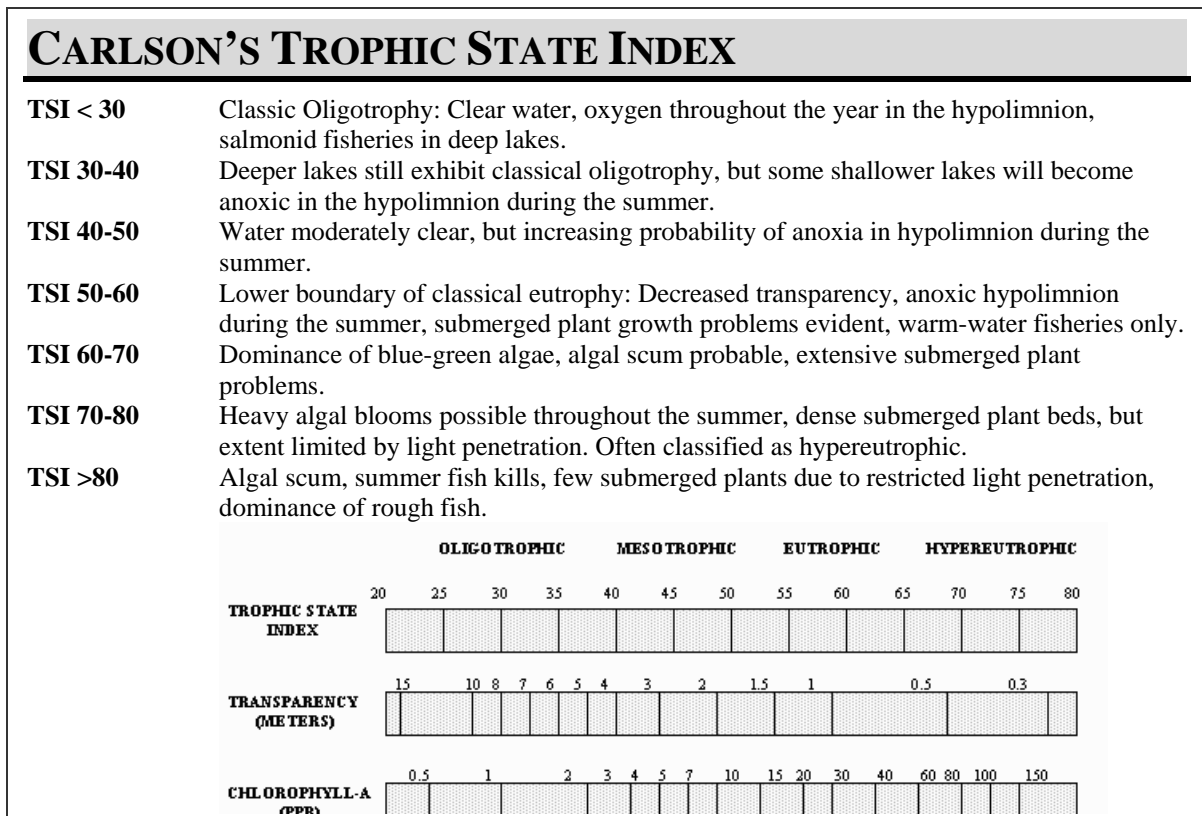 CARLSON'S TROPHIC STATE INDEX
TSI < 30 Classic Oligotrophy: Clear water, oxygen throughout the year in the hypolimnion,
salmonid fisheries in deep lakes.
TSI 30-40 Deeper lakes still exhibit classical oligotrophy, but some shallower lakes will become
anoxic in the hypolimnion during the summer.
TSI 40-50 Water moderately clear, but increasing probability of anoxia in hypolimnion during the
summer.
TSI 50-60 Lower boundary of classical eutrophy: Decreased transparency, anoxic hypolimnion
during the summer, submerged plant growth problems evident, warm-water fisheries only.
TSI 60-70 Dominance of blue-green algae, algal scum probable, extensive submerged plant
problems.
TSI 70-80 Heavy algal blooms possible throughout the summer, dense submerged plant beds, but
extent limited by light penetration. Often classified as hypereutrophic.
TSI >80 Algal scum, summer fish kills, few submerged plants due to restricted light penetration,
dominance of rough fish.
OLIGOTROPHIC MESOTROPHIC EUTROPHIC HYPEREUTROPHIC
20 25 30 35 40 45 50 55 60 65 70 75 80
TROPHIC STATE
INDEX
15 10 8 7 6 5 4 3 2 1.5 1 0.5 0.3
TRANSPARENCY
(METERS)
0.5 1 2 3 4 5 7 10 15 20 30 40 60 80 100 150
CHLOROPHYLL-A
(PPB)